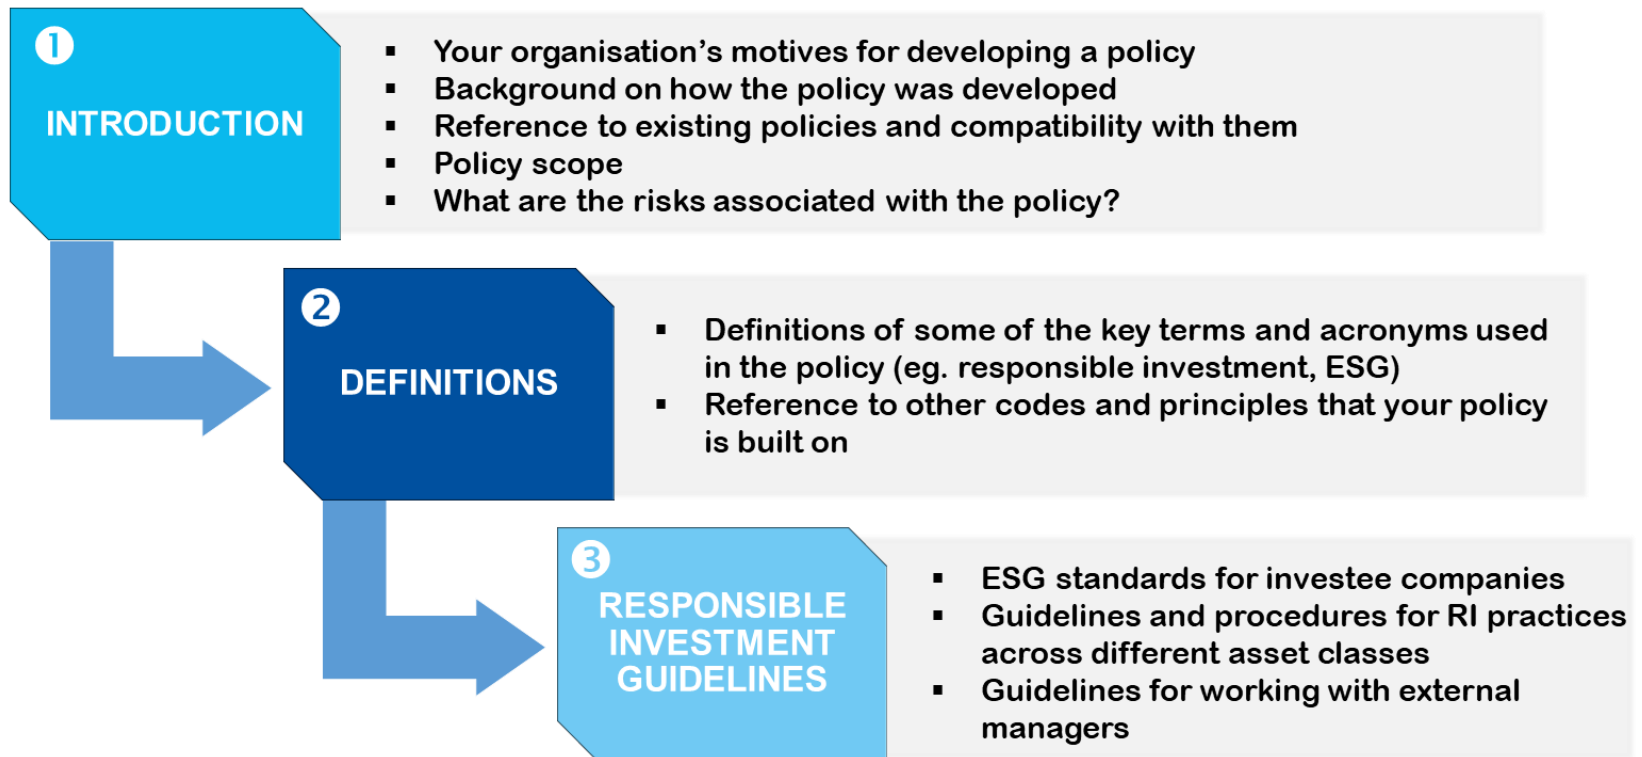 ❶
INTRODUCTION
▪ Your organisation’s motives for developing a policy
▪ Background on how the policy was developed
▪ Reference to existing policies and compatibility with them
▪ Policy scope
▪ What are the risks associated with the policy?
❷
DEFINITIONS
▪ Definitions of some of the key terms and acronyms used
in the policy (eg. responsible investment, ESG)
▪ Reference to other codes and principles that your policy
is built on
❸
RESPONSIBLE
INVESTMENT
GUIDELINES
▪ ESG standards for investee companies
▪ Guidelines and procedures for RI practices
across different asset classes
▪ Guidelines for working with external
managers